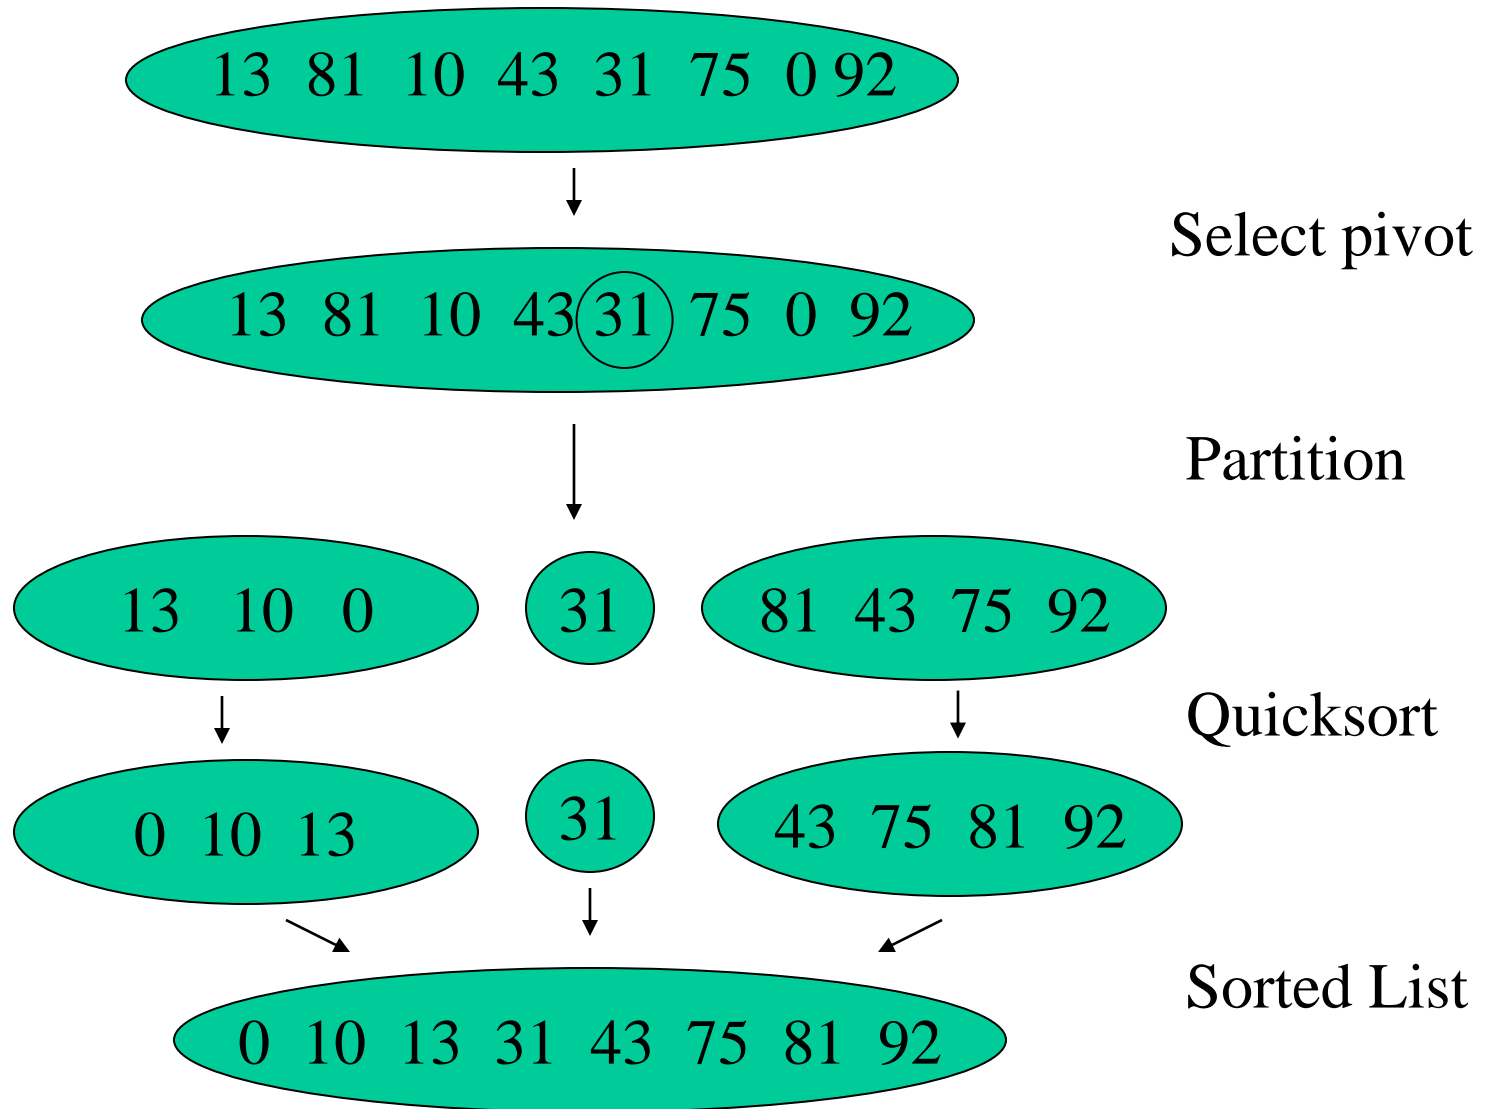 13 81 10 43 31 75 0 92
Select pivot
13 81 10 43 31 75 0 92
Partition
13 10 0 31 81 43 75 92
Quicksort
0 10 13 31 43 75 81 92
Sorted List
0 10 13 31 43 75 81 92